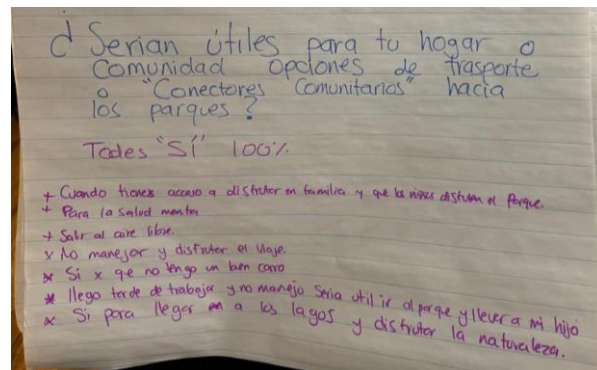 ¿ Serian útiles para tu hogar o
Comunidad opciones de trasporte
o "Conectores Comunitarios" hacia
los parques?
Todes "Sí" 100%
+ Cuando tienes acceso a disfrutar en familia y que los niños disfruten el Parque.
+ Para la salud mental
+ Salir al aire libre.
x No manejar y disfruter el viaje.
* Si x que no tengo un buen carro
* llego tarde de trabajar y no manejo Seria util ir al parque y llevar a mi hijo
* Si para llegar a los lagos y disfrutar la naturaleza.